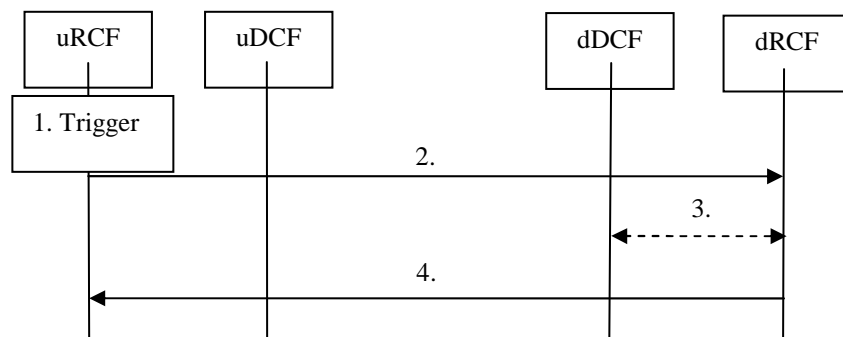 uRCF
uDCF
dDCF
dRCF
1. Trigger
2.
3.
4.